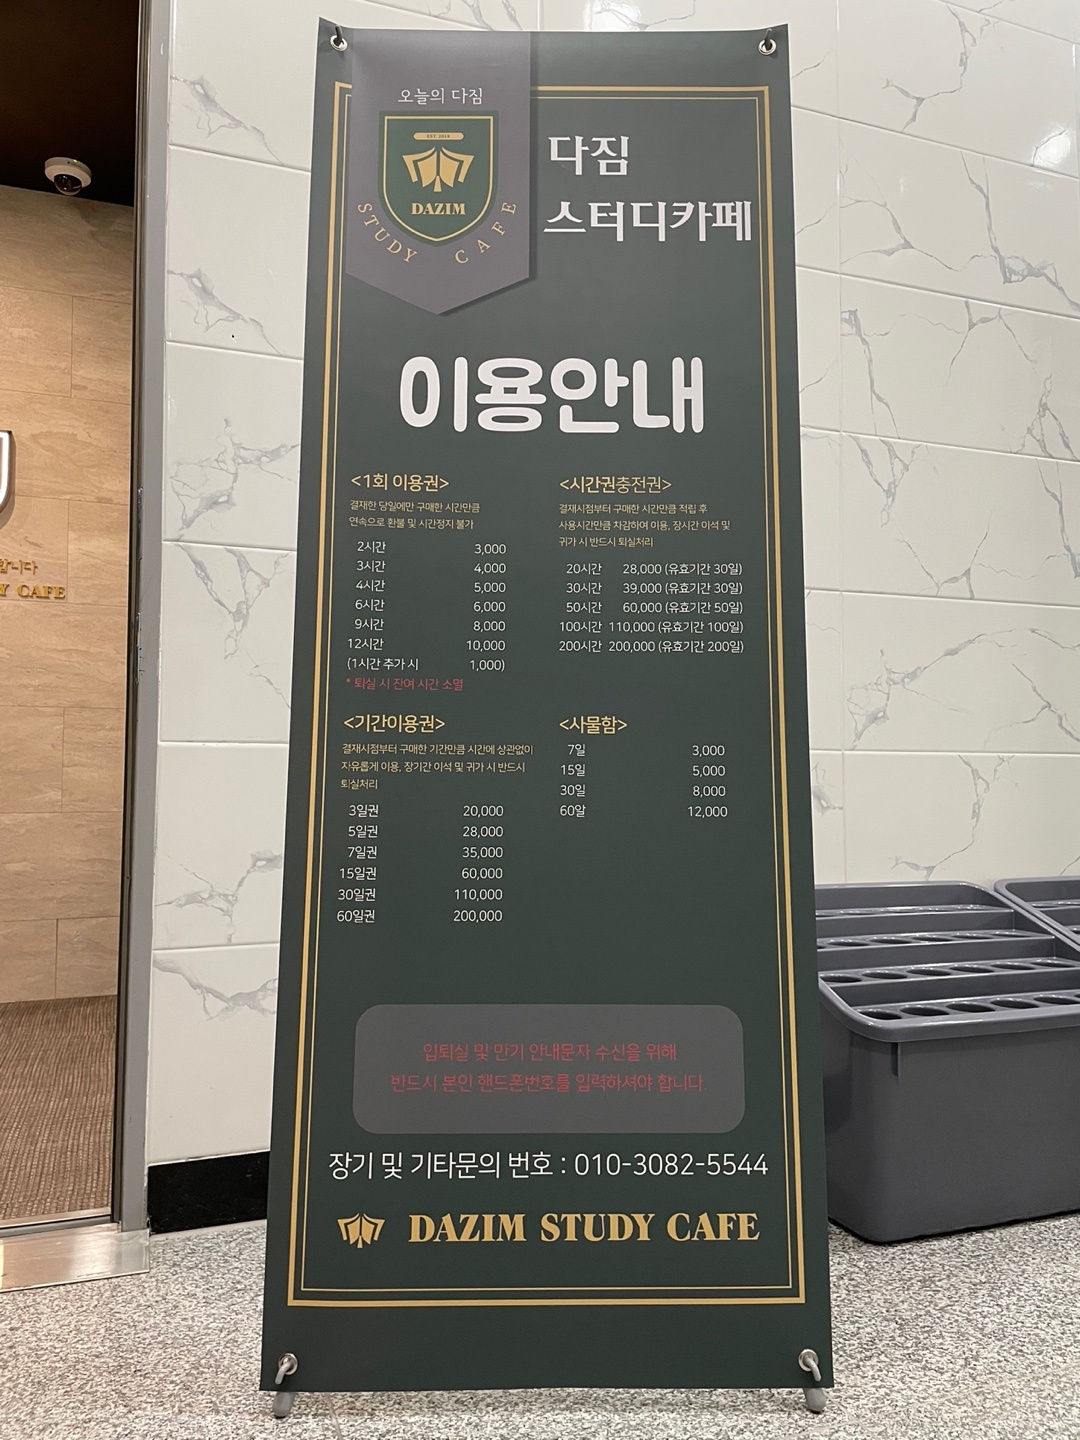 오늘의 다짐
EST. 2019
DAZIM
STUDY CAFE
다짐
스터디카페
이용안내
<1회 이용권>
결재한 당일에만 구매한 시간만큼
연속으로 환불 및 시간정지 불가
2시간 3,000
3시간 4,000
4시간 5,000
6시간 6,000
9시간 8,000
12시간 10,000
(1시간 추가 시 1,000)
* 퇴실 시 잔여 시간 소멸
<시간권충전권>
결재시점부터 구매한 시간만큼 적립 후
사용시간만큼 차감하여 이용, 장시간 이석 및
귀가 시 반드시 퇴실처리
20시간 28,000 (유효기간 30일)
30시간 39,000 (유효기간 30일)
50시간 60,000 (유효기간 50일)
100시간 110,000 (유효기간 100일)
200시간 200,000 (유효기간 200일)
<기간이용권>
결재시점부터 구매한 기간만큼 시간에 상관없이
자유롭게 이용, 장기간 이석 및 귀가 시 반드시
퇴실처리
3일권 20,000
5일권 28,000
7일권 35,000
15일권 60,000
30일권 110,000
60일권 200,000
<사물함>
7일 3,000
15일 5,000
30일 8,000
60알 12,000
입퇴실 및 만기 안내문자 수신을 위해
반드시 본인 핸드폰번호를 입력하셔야 합니다.
장기 및 기타문의 번호 : 010-3082-5544
DAZIM STUDY CAFE
합니다
Y CAFE